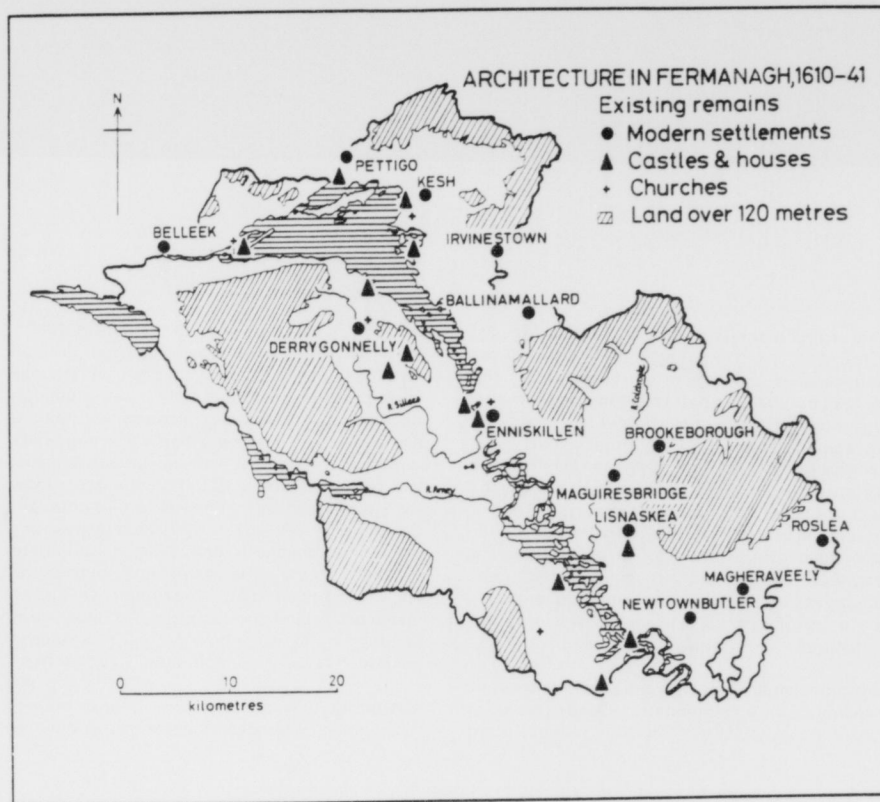 ARCHITECTURE IN FERMANAGH, 1610-41
Existing remains
Modern settlements
Castles & houses
Churches
Land over 120 metres
N
PETTIGO
KESH
BELLEEK
IRVINESTOWN
BALLINAMALLARD
DERRYGONNELLY
R. Sillees
ENNISKILLEN
R. Colebrooke
BROOKEBOROUGH
R. Arney
MAGUIRESBRIDGE
LISNASKEA
ROSLEA
MAGHERAVEELY
NEWTOWNBUTLER
0 10 20
kilometres